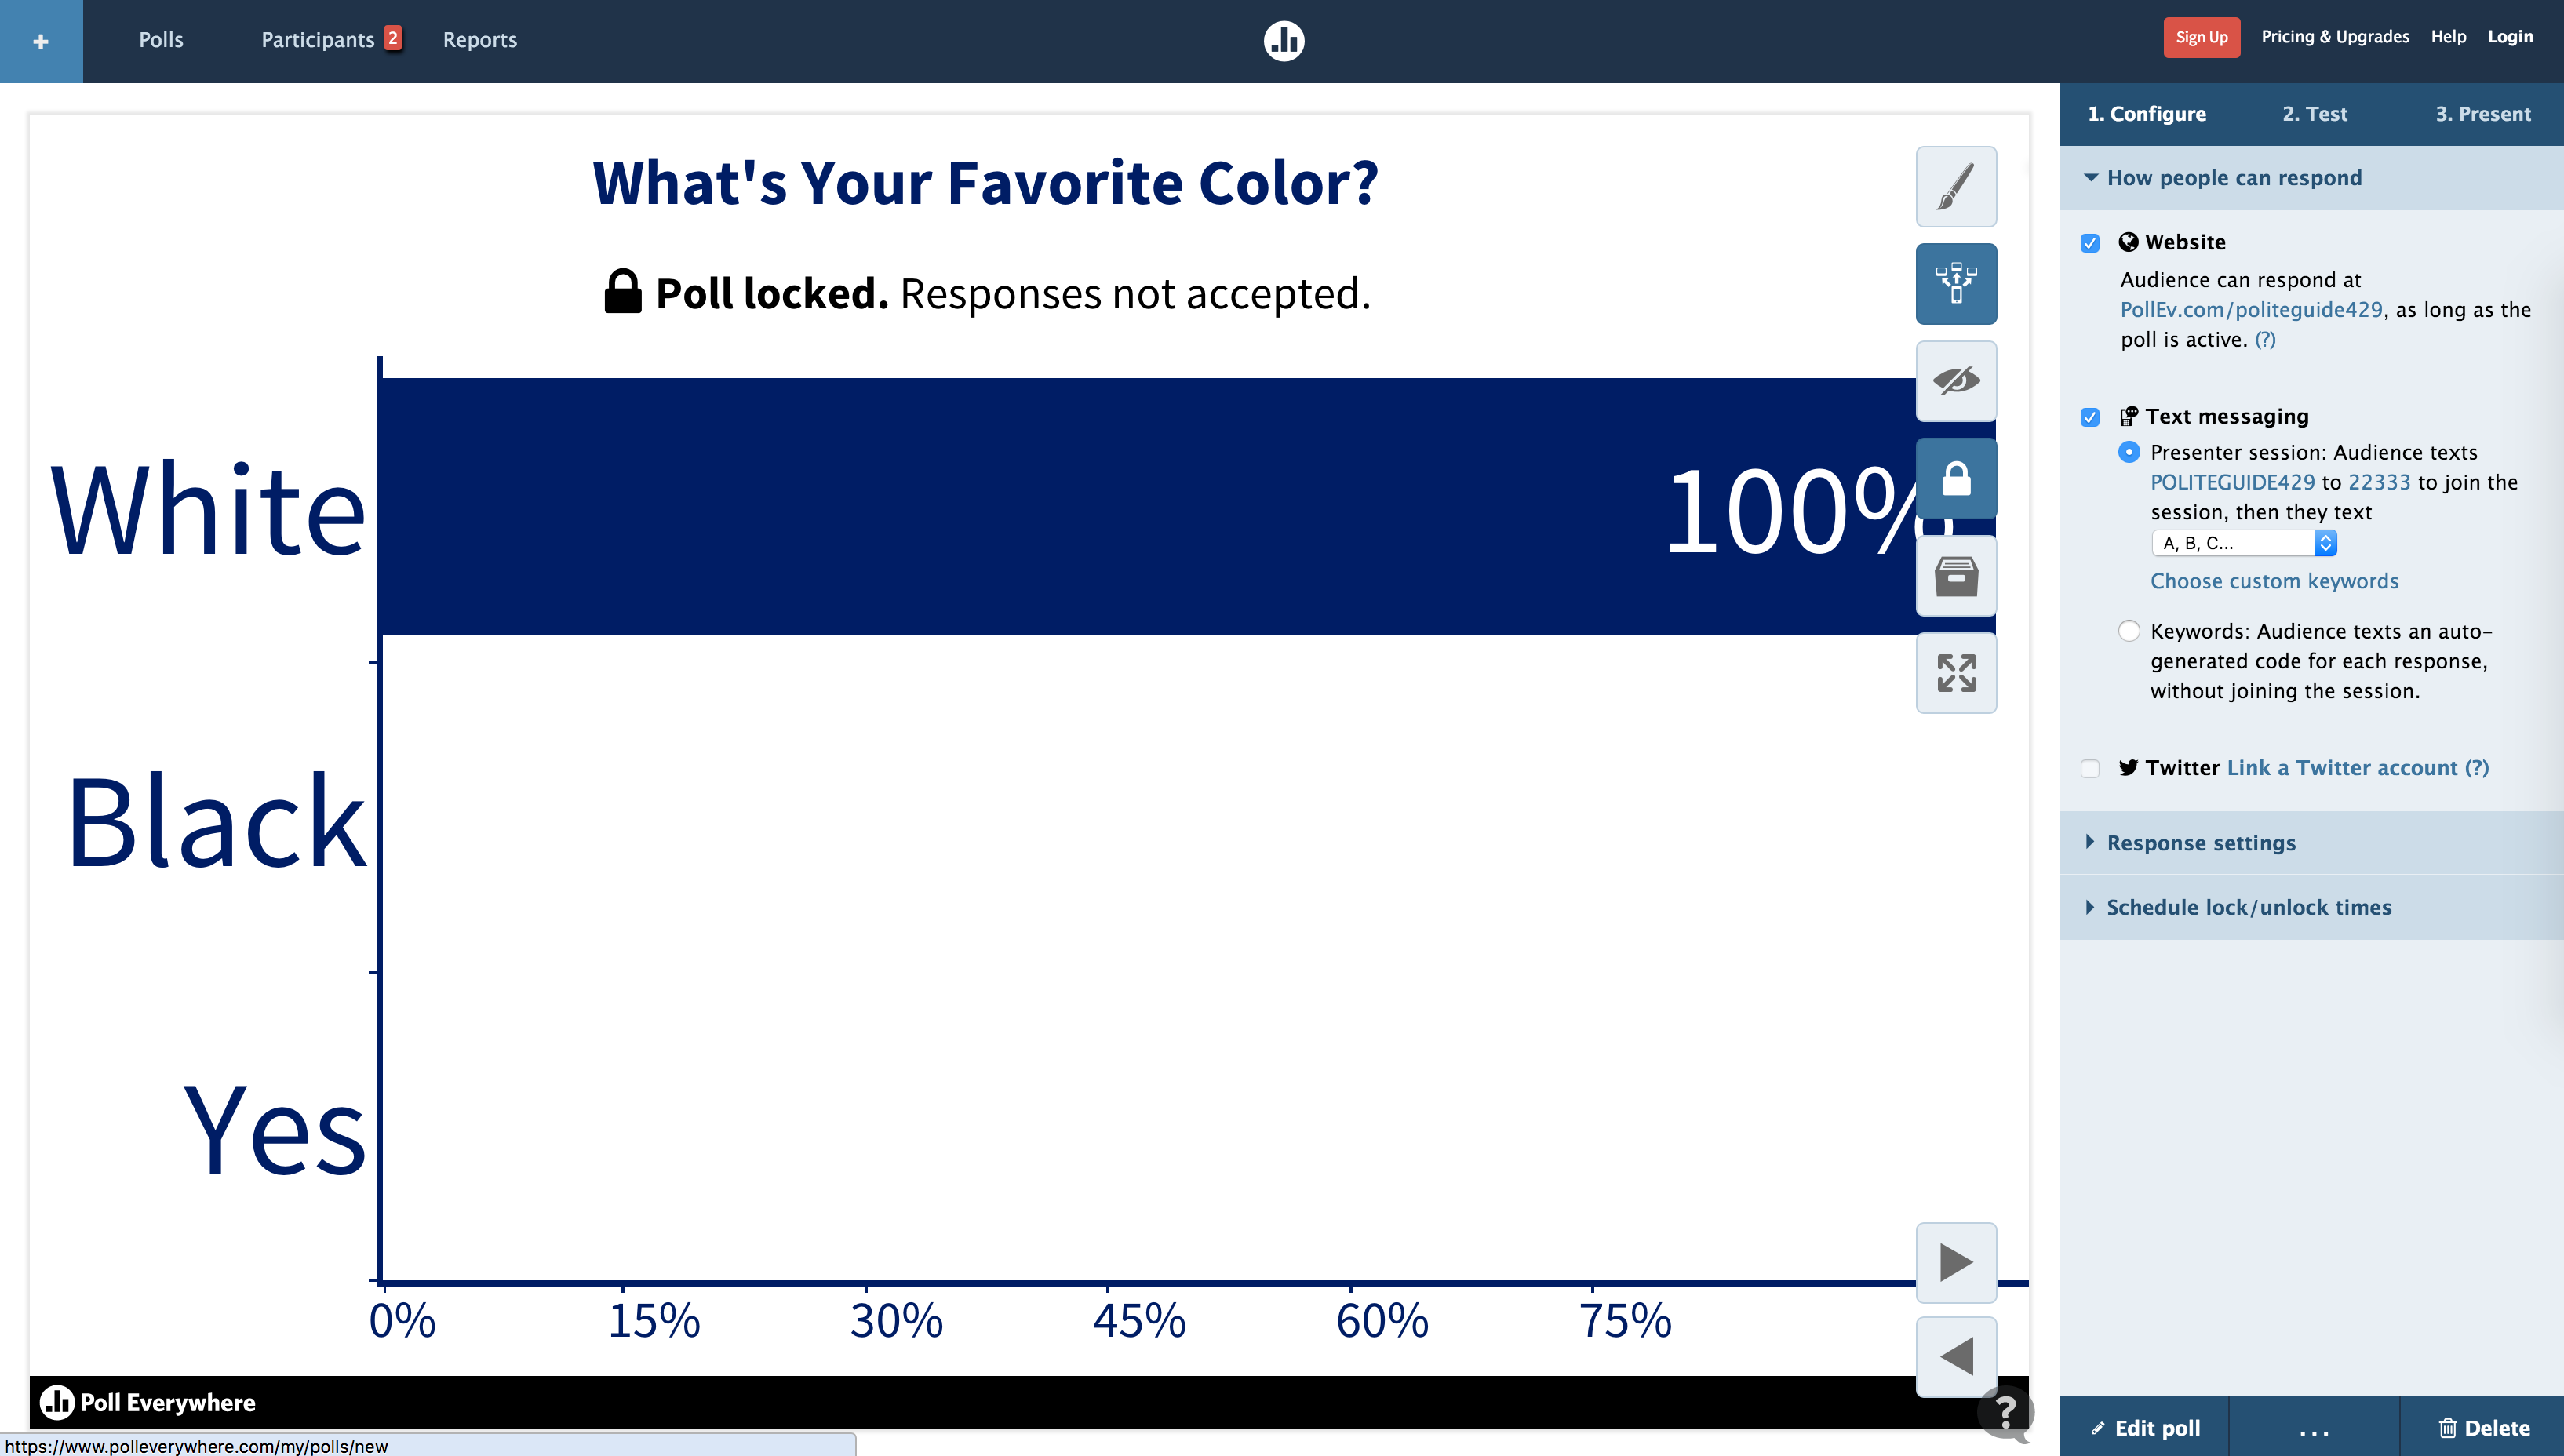 + Polls Participants 2 Reports Sign Up Pricing & Upgrades Help Login
What's Your Favorite Color?
Poll locked. Responses not accepted.
White 100%
Black
Yes
0% 15% 30% 45% 60% 75%
Poll Everywhere
?
https://www.polleverywhere.com/my/polls/new
1. Configure 2. Test 3. Present
How people can respond
Website
Audience can respond at
PollEv.com/politeguide429, as long as the
poll is active. (?)
Text messaging
Presenter session: Audience texts
POLITEGUIDE429 to 22333 to join the
session, then they text
A, B, C...
Choose custom keywords
Keywords: Audience texts an auto-
generated code for each response,
without joining the session.
Twitter Link a Twitter account (?)
Response settings
Schedule lock/unlock times
Edit poll ... Delete